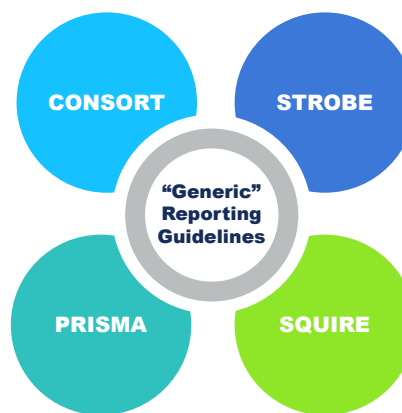 CONSORT
STROBE
“Generic”
Reporting
Guidelines
PRISMA
SQUIRE